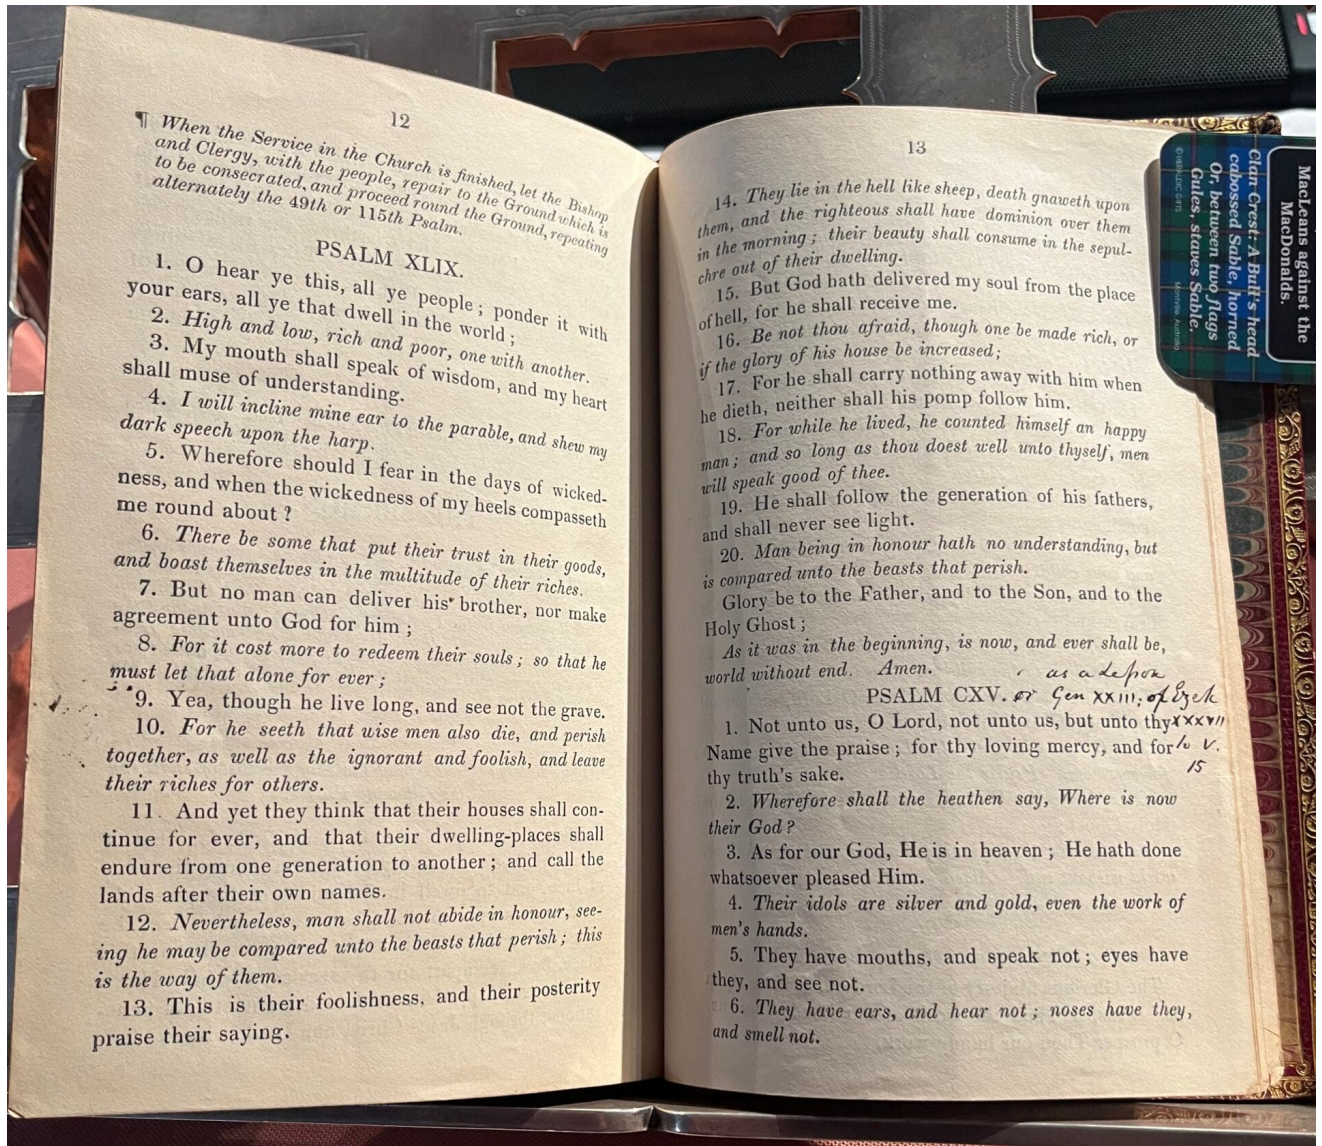 12
¶ When the Service in the Church is finished, let the Bishop
and Clergy, with the people, repair to the Ground which is
to be consecrated, and proceed round the Ground, repeating
alternately the 49th or 115th Psalm.
PSALM XLIX.
1. O hear ye this, all ye people; ponder it with
your ears, all ye that dwell in the world;
2. High and low, rich and poor, one with another.
3. My mouth shall speak of wisdom, and my heart
shall muse of understanding.
4. I will incline mine ear to the parable, and shew my
dark speech upon the harp.
5. Wherefore should I fear in the days of wicked-
ness, and when the wickedness of my heels compasseth
me round about?
6. There be some that put their trust in their goods,
and boast themselves in the multitude of their riches.
7. But no man can deliver his brother, nor make
agreement unto God for him;
8. For it cost more to redeem their souls; so that he
must let that alone for ever;
9. Yea, though he live long, and see not the grave.
10. For he seeth that wise men also die, and perish
together, as well as the ignorant and foolish, and leave
their riches for others.
11. And yet they think that their houses shall con-
tinue for ever, and that their dwelling-places shall
endure from one generation to another; and call the
lands after their own names.
12. Nevertheless, man shall not abide in honour, see-
ing he may be compared unto the beasts that perish; this
is the way of them.
13. This is their foolishness, and their posterity
praise their saying.
13
14. They lie in the hell like sheep, death gnaweth upon
them, and the righteous shall have dominion over them
in the morning; their beauty shall consume in the sepul-
chre out of their dwelling.
15. But God hath delivered my soul from the place
of hell, for he shall receive me.
16. Be not thou afraid, though one be made rich, or
if the glory of his house be increased;
17. For he shall carry nothing away with him when
he dieth, neither shall his pomp follow him.
18. For while he lived, he counted himself an happy
man; and so long as thou doest well unto thyself, men
will speak good of thee.
19. He shall follow the generation of his fathers,
and shall never see light.
20. Man being in honour hath no understanding, but
is compared unto the beasts that perish.
Glory be to the Father, and to the Son, and to the
Holy Ghost;
As it was in the beginning, is now, and ever shall be,
world without end. Amen.
as a Lesson
PSALM CXV. or Gen XXIII; of Ezek
1. Not unto us, O Lord, not unto us, but unto thy XXXVII
Name give the praise; for thy loving mercy, and for to v.
thy truth's sake. 15
2. Wherefore shall the heathen say, Where is now
their God?
3. As for our God, He is in heaven; He hath done
whatsoever pleased Him.
4. Their idols are silver and gold, even the work of
men's hands.
5. They have mouths, and speak not; eyes have
they, and see not.
6. They have ears, and hear not; noses have they,
and smell not.
MacLeans against the
MacDonalds.
Clan Crest: A Bull's head
cabossed Sable, horned
Or, between two flags
Gules, staves Sable.
© HERALDIC GIFTS Montville Australia